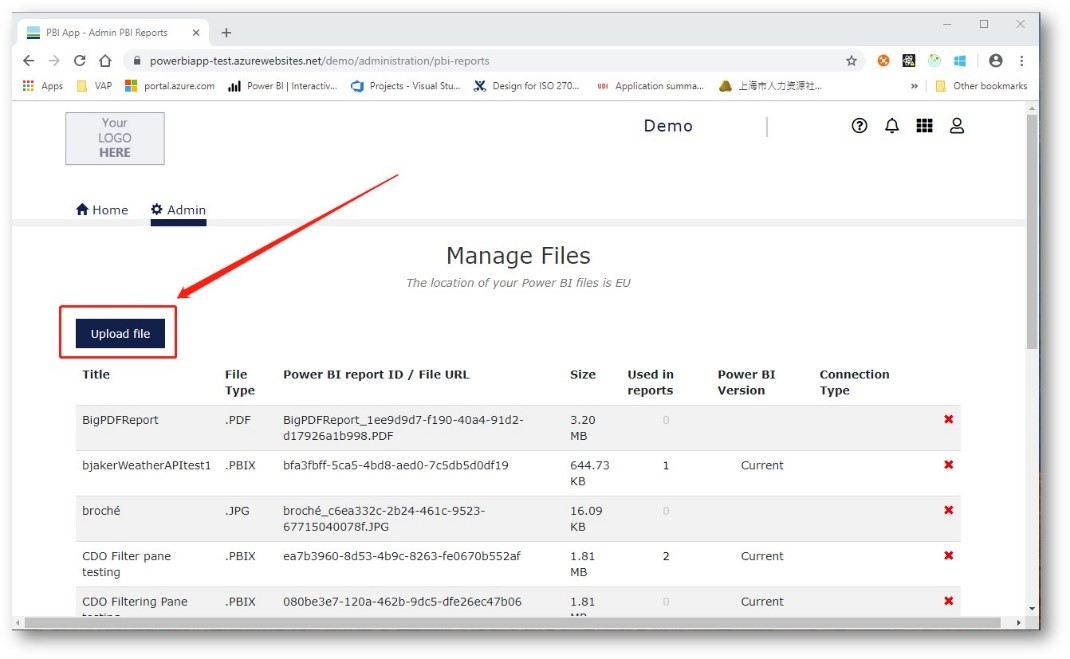 PBI App - Admin PBI Reports
powerbiapp-test.azurewebsites.net/demo/administration/pbi-reports
Apps VAP portal.azure.com Power BI | Interactiv... Projects - Visual Stu... Design for ISO 270... Application summa... 上海市人力资源社... » Other bookmarks
Your
LOGO
HERE
Demo
Home Admin
Manage Files
The location of your Power BI files is EU
Upload file
Title File Type Power BI report ID / File URL Size Used in reports Power BI Version Connection Type
BigPDFReport .PDF BigPDFReport_1ee9d9d7-f190-40a4-91d2-d17926a1b998.PDF 3.20 MB 0
bjakerWeatherAPItest1 .PBIX bfa3fbff-5ca5-4bd8-aed0-7c5db5d0df19 644.73 KB 1 Current
broché .JPG broché_c6ea332c-2b24-461c-9523-67715040078f.JPG 16.09 KB 0
CDO Filter pane testing .PBIX ea7b3960-8d53-4b9c-8263-fe0670b552af 1.81 MB 2 Current
CDO Filtering Pane .PBIX 080be3e7-120a-462b-9dc5-dfe26ec47b06 1.81 0 Current